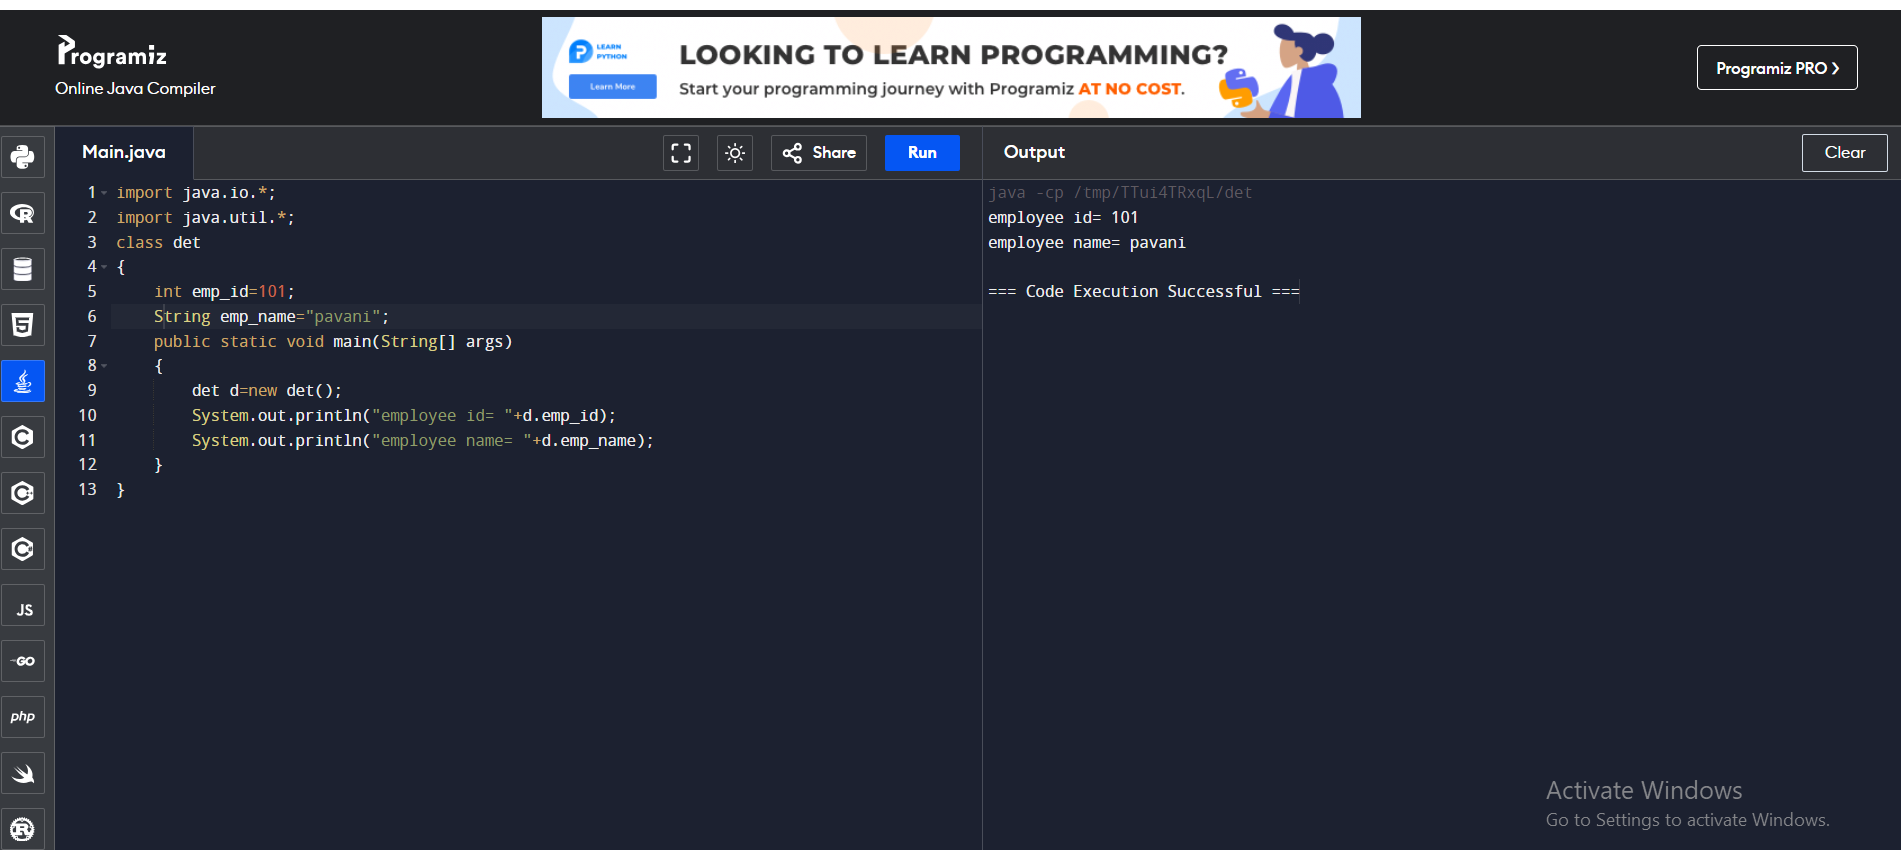 Programiz
Online Java Compiler
LEARN
PYTHON
Learn More
LOOKING TO LEARN PROGRAMMING?
Start your programming journey with Programiz AT NO COST.
Programiz PRO >
Main.java
Share
Run
Output
Clear
1 import java.io.*;
2 import java.util.*;
3 class det
4 {
5     int emp_id=101;
6     String emp_name="pavani";
7     public static void main(String[] args)
8     {
9         det d=new det();
10         System.out.println("employee id= "+d.emp_id);
11         System.out.println("employee name= "+d.emp_name);
12     }
13 }
java -cp /tmp/TTui4TRxqL/det
employee id= 101
employee name= pavani
=== Code Execution Successful ===
R
5
C
C
C
JS
GO
php
R
Activate Windows
Go to Settings to activate Windows.